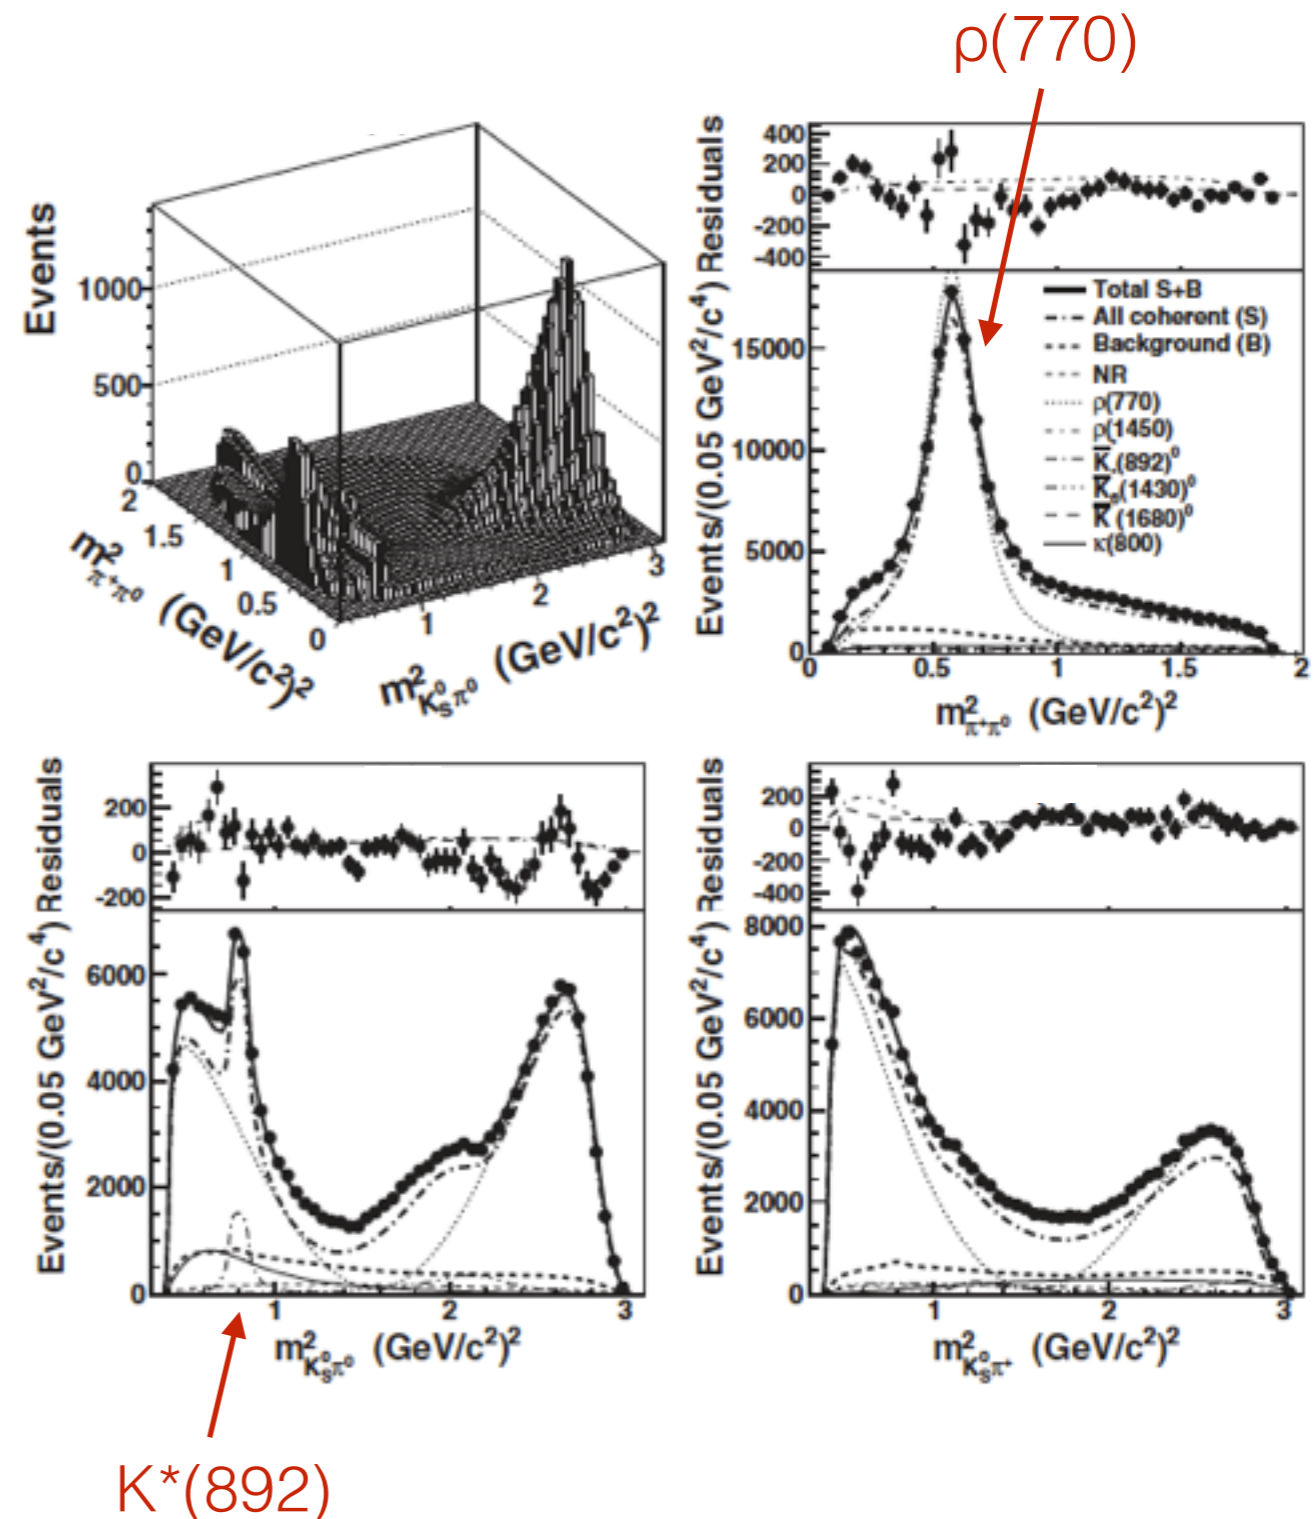 ρ(770)
Events
1000
500
0
2
1.5
1
0.5
0
m²π⁺π⁰ (GeV/c²)²
1
2
3
m²K⁰Sπ⁰ (GeV/c²)²
Residuals
400
200
0
-200
-400
Events/(0.05 GeV²/c⁴)
15000
10000
5000
0
Total S+B
All coherent (S)
Background (B)
NR
ρ(770)
ρ(1450)
K̅*(892)⁰
K̅₀(1430)⁰
K̅ (1680)⁰
κ(800)
0
0.5
1
1.5
2
m²π⁺π⁰ (GeV/c²)²
Residuals
200
0
-200
Events/(0.05 GeV²/c⁴)
6000
4000
2000
0
1
2
3
m²K⁰Sπ⁰ (GeV/c²)²
Residuals
200
0
-200
-400
Events/(0.05 GeV²/c⁴)
8000
6000
4000
2000
0
1
2
3
m²K⁰Sπ⁺ (GeV/c²)²
K*(892)